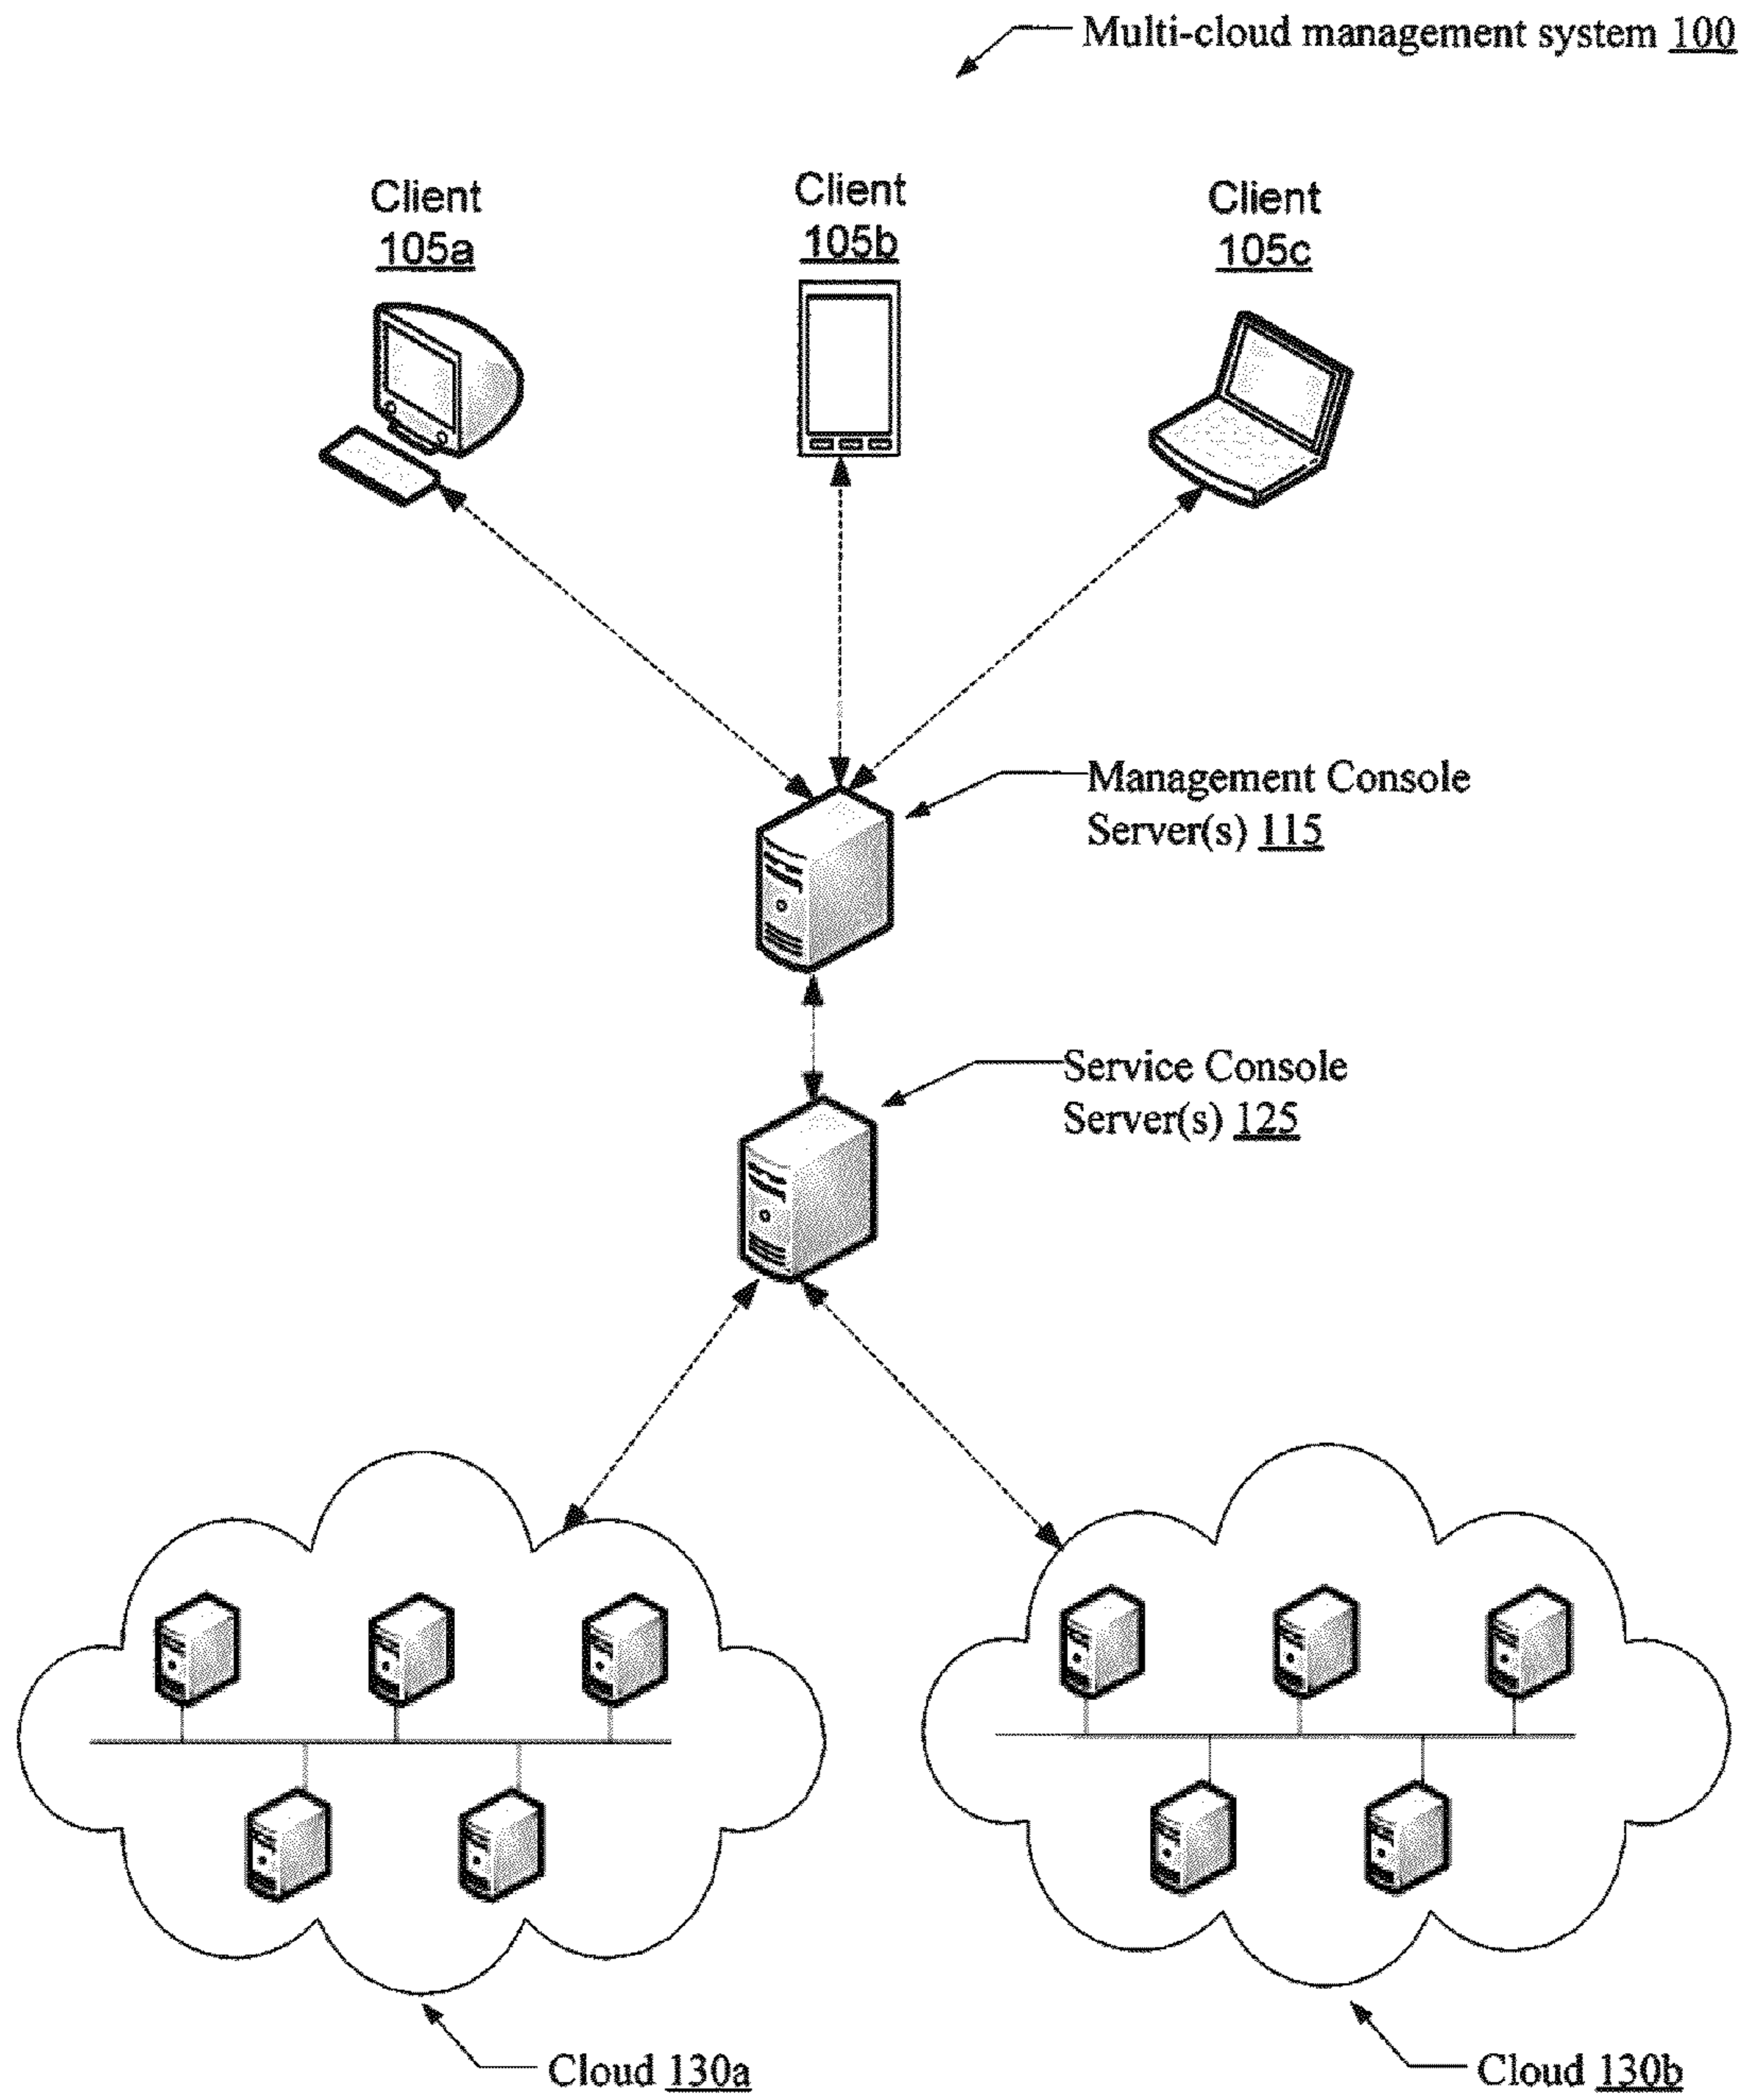 Multi-cloud management system 100
Client
105a
Client
105b
Client
105c
Management Console
Server(s) 115
Service Console
Server(s) 125
Cloud 130a
Cloud 130b